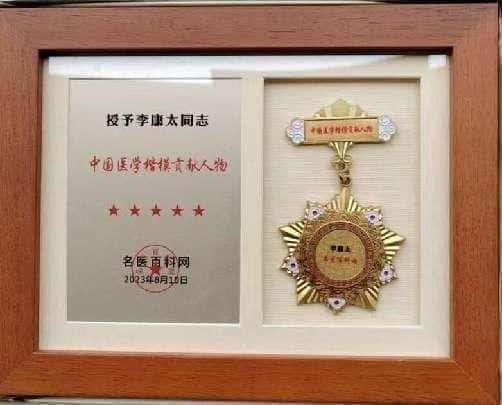 授予李康太同志
中国医学楷模贡献人物
★★★★★
名医百科网
2023年8月10日
中国医学楷模贡献人物
李康太